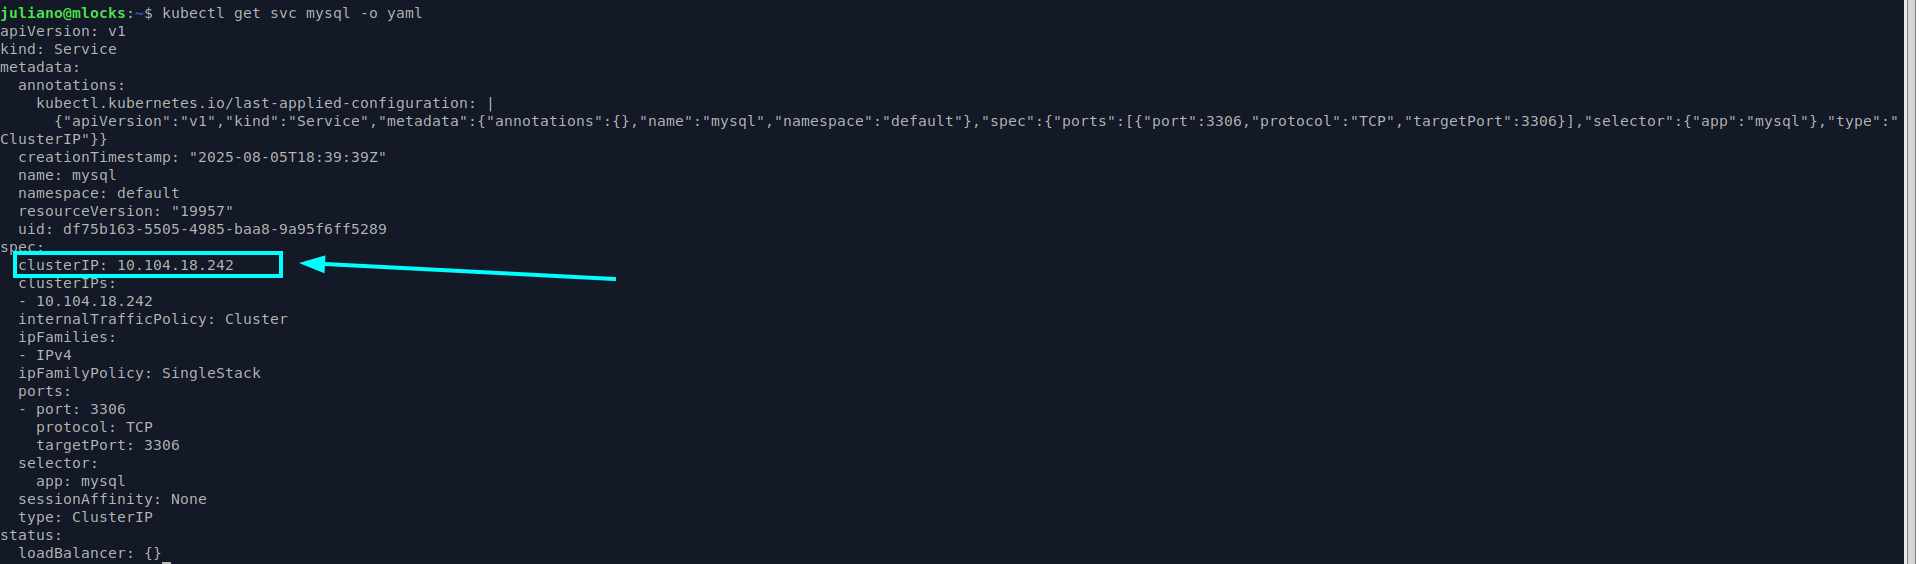 juliano@mlocks:~$ kubectl get svc mysql -o yaml
apiVersion: v1
kind: Service
metadata:
  annotations:
    kubectl.kubernetes.io/last-applied-configuration: |
      {"apiVersion":"v1","kind":"Service","metadata":{"annotations":{},"name":"mysql","namespace":"default"},"spec":{"ports":[{"port":3306,"protocol":"TCP","targetPort":3306}],"selector":{"app":"mysql"},"type":"
ClusterIP"}}
  creationTimestamp: "2025-08-05T18:39:39Z"
  name: mysql
  namespace: default
  resourceVersion: "19957"
  uid: df75b163-5505-4985-baa8-9a95f6ff5289
spec:
  clusterIP: 10.104.18.242
  clusterIPs:
  - 10.104.18.242
  internalTrafficPolicy: Cluster
  ipFamilies:
  - IPv4
  ipFamilyPolicy: SingleStack
  ports:
  - port: 3306
    protocol: TCP
    targetPort: 3306
  selector:
    app: mysql
  sessionAffinity: None
  type: ClusterIP
status:
  loadBalancer: {}